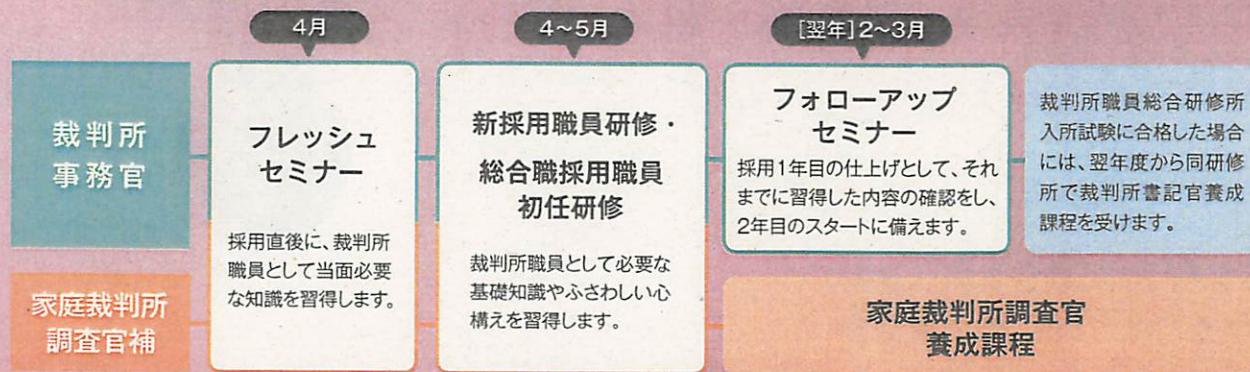 4月
4〜5月
[翌年]2〜3月
裁判所
事務官
フレッシュ
セミナー
採用直後に、裁判所
職員として当面必要
な知識を習得します。
新採用職員研修・
総合職採用職員
初任研修
裁判所職員として必要な
基礎知識やふさわしい心
構えを習得します。
フォローアップ
セミナー
採用1年目の仕上げとして、それ
までに習得した内容の確認をし、
2年目のスタートに備えます。
裁判所職員総合研修所
入所試験に合格した場合
には、翌年度から同研修
所で裁判所書記官養成
課程を受けます。
家庭裁判所
調査官補
家庭裁判所調査官
養成課程